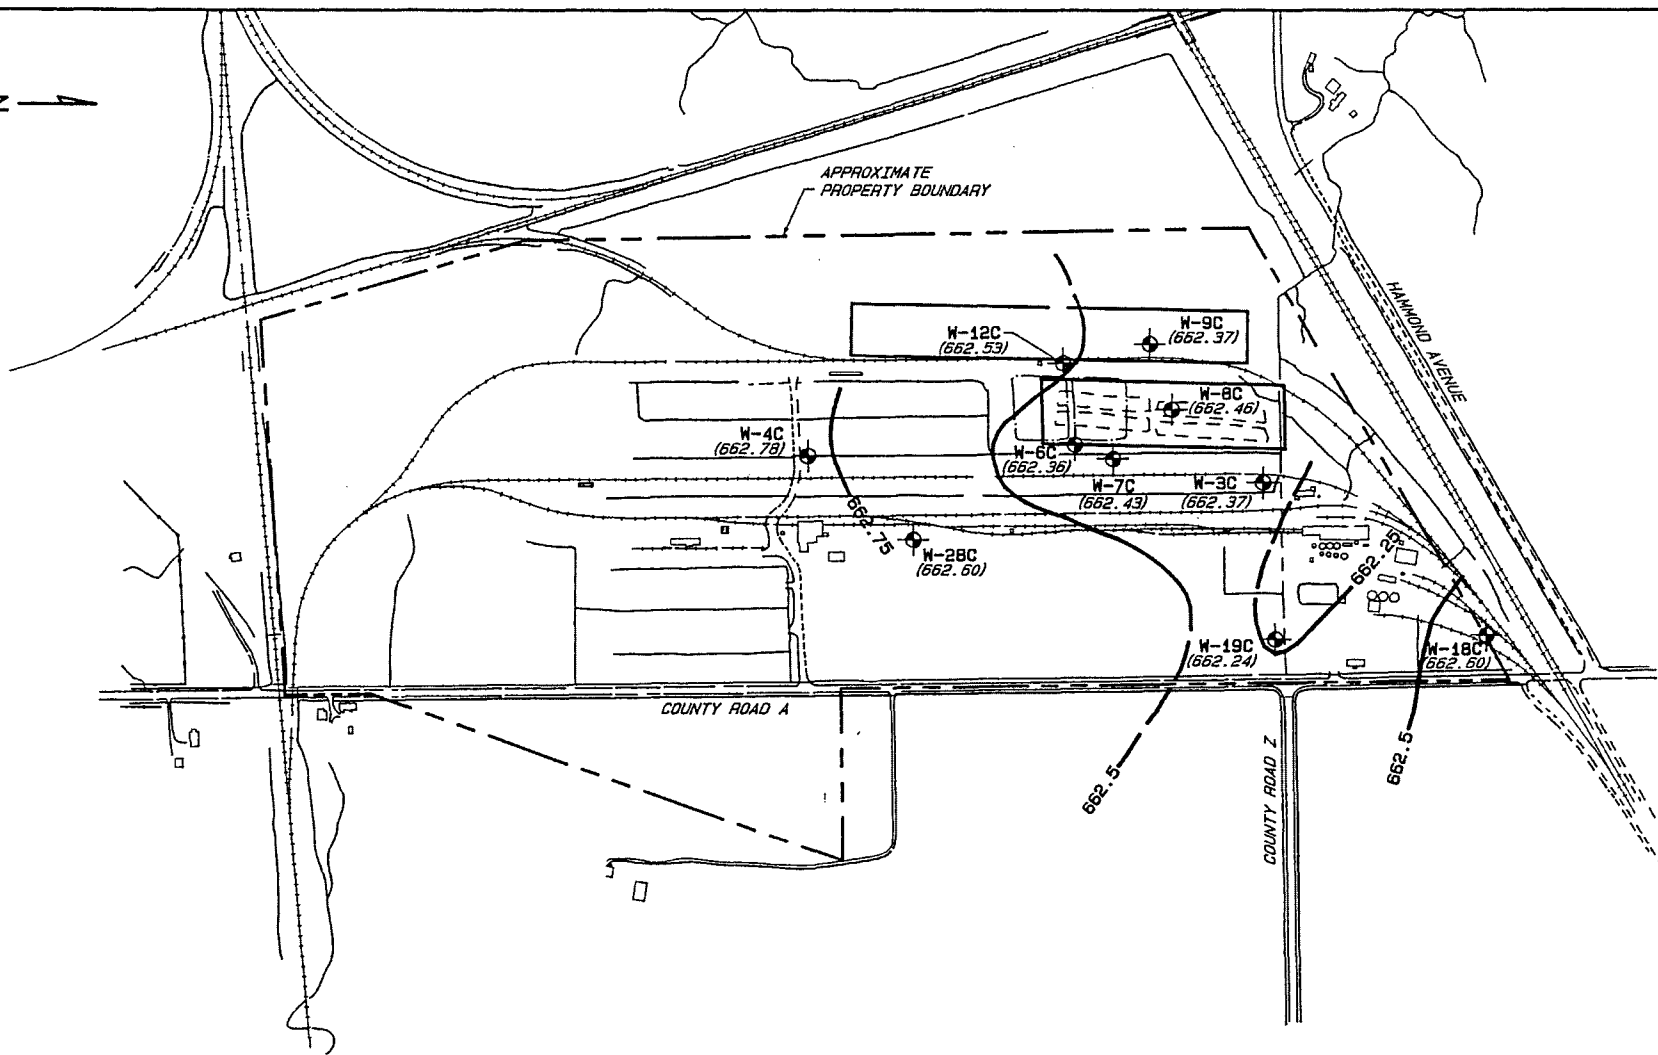 N
APPROXIMATE
PROPERTY BOUNDARY
HAMMOND AVENUE
W-12C
(662.53)
W-9C
(662.37)
W-8C
(662.46)
W-4C
(662.78)
W-6C
(662.36)
W-7C
(662.43)
W-3C
(662.37)
662.75
W-28C
(662.60)
662.25
W-19C
(662.24)
W-18C
(662.60)
COUNTY ROAD A
662.5
662.5
COUNTY ROAD Z